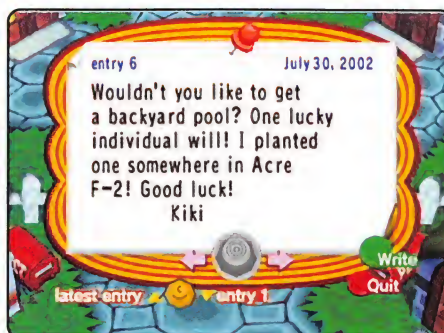 entry 6 July 30, 2002
Wouldn't you like to get
a backyard pool? One lucky
individual will! I planted
one somewhere in Acre
F-2! Good luck!
Kiki
Write
Quit
latest entry entry 1